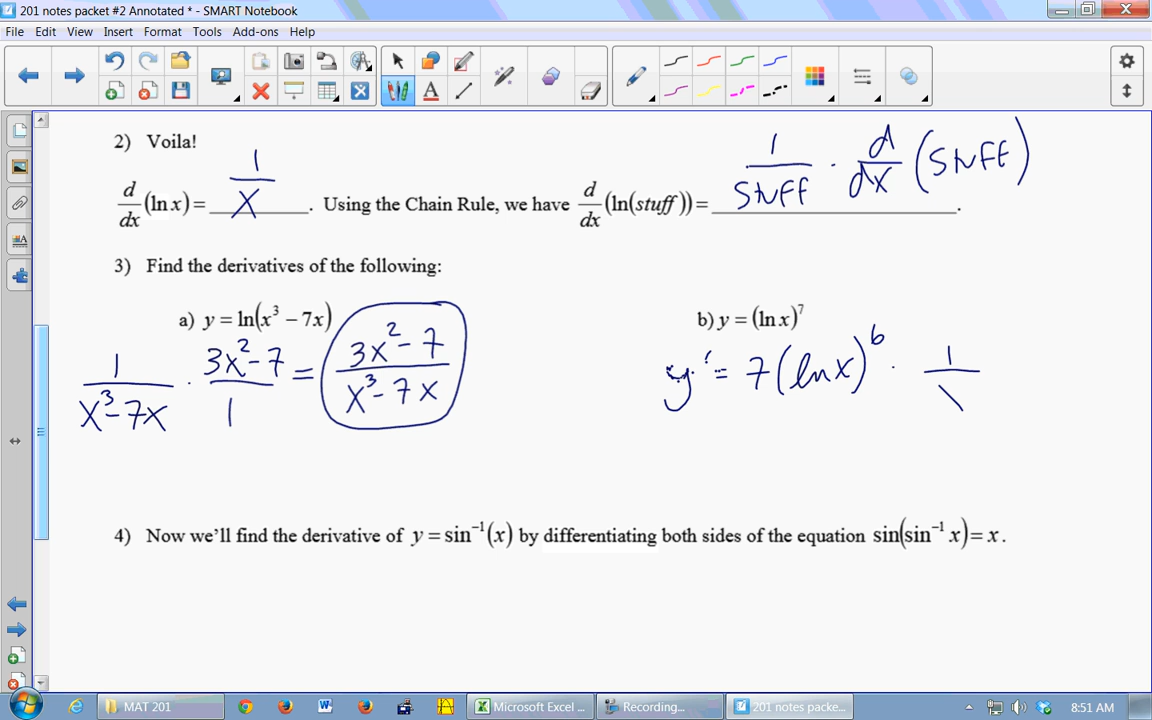 201 notes packet #2 Annotated * - SMART Notebook
File Edit View Insert Format Tools Add-ons Help
2) Voila!
d/dx (ln x) = 1/x . Using the Chain Rule, we have d/dx (ln(stuff)) = 1/stuff · d/dx (stuff) .
3) Find the derivatives of the following:
a) y = ln(x³ − 7x)
b) y = (ln x)⁷
1/(x³ − 7x) · (3x² − 7)/1 = (3x² − 7)/(x³ − 7x)
y' = 7(ln x)⁶ · 1/
4) Now we'll find the derivative of y = sin⁻¹(x) by differentiating both sides of the equation sin(sin⁻¹ x) = x.
MAT 201
Microsoft Excel ...
Recording...
201 notes packe...
8:51 AM